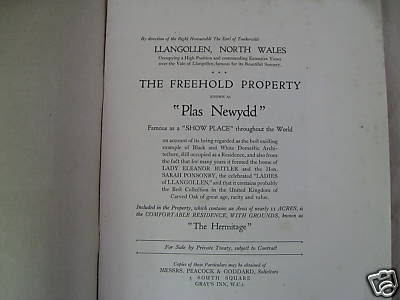 By direction of the Right Honourable The Earl of Tankerville
LLANGOLLEN, NORTH WALES
Occupying a High Position and commanding Extensive Views
over the Vale of Llangollen, famous for its Beautiful Scenery.
THE FREEHOLD PROPERTY
KNOWN AS
"Plas Newydd"
Famous as a "SHOW PLACE" throughout the World
on account of its being regarded as the best existing
example of Black and White Domestic Archi-
tecture, still occupied as a Residence, and also from
the fact that for many years it formed the home of
LADY ELEANOR BUTLER and the HON.
SARAH PONSONBY, the celebrated "LADIES
of LLANGOLLEN," and that it contains probably
the Best Collection in the United Kingdom of
Carved Oak of great age, rarity and value.
Included in the Property, which contains an Area of nearly 11 ACRES, is
the COMFORTABLE RESIDENCE, WITH GROUNDS, known as
"The Hermitage"
For Sale by Private Treaty, subject to Contract
Copies of these Particulars may be obtained of
MESSRS. PEACOCK & GODDARD, Solicitors
3 SOUTH SQUARE
GRAY'S INN, W.C.1